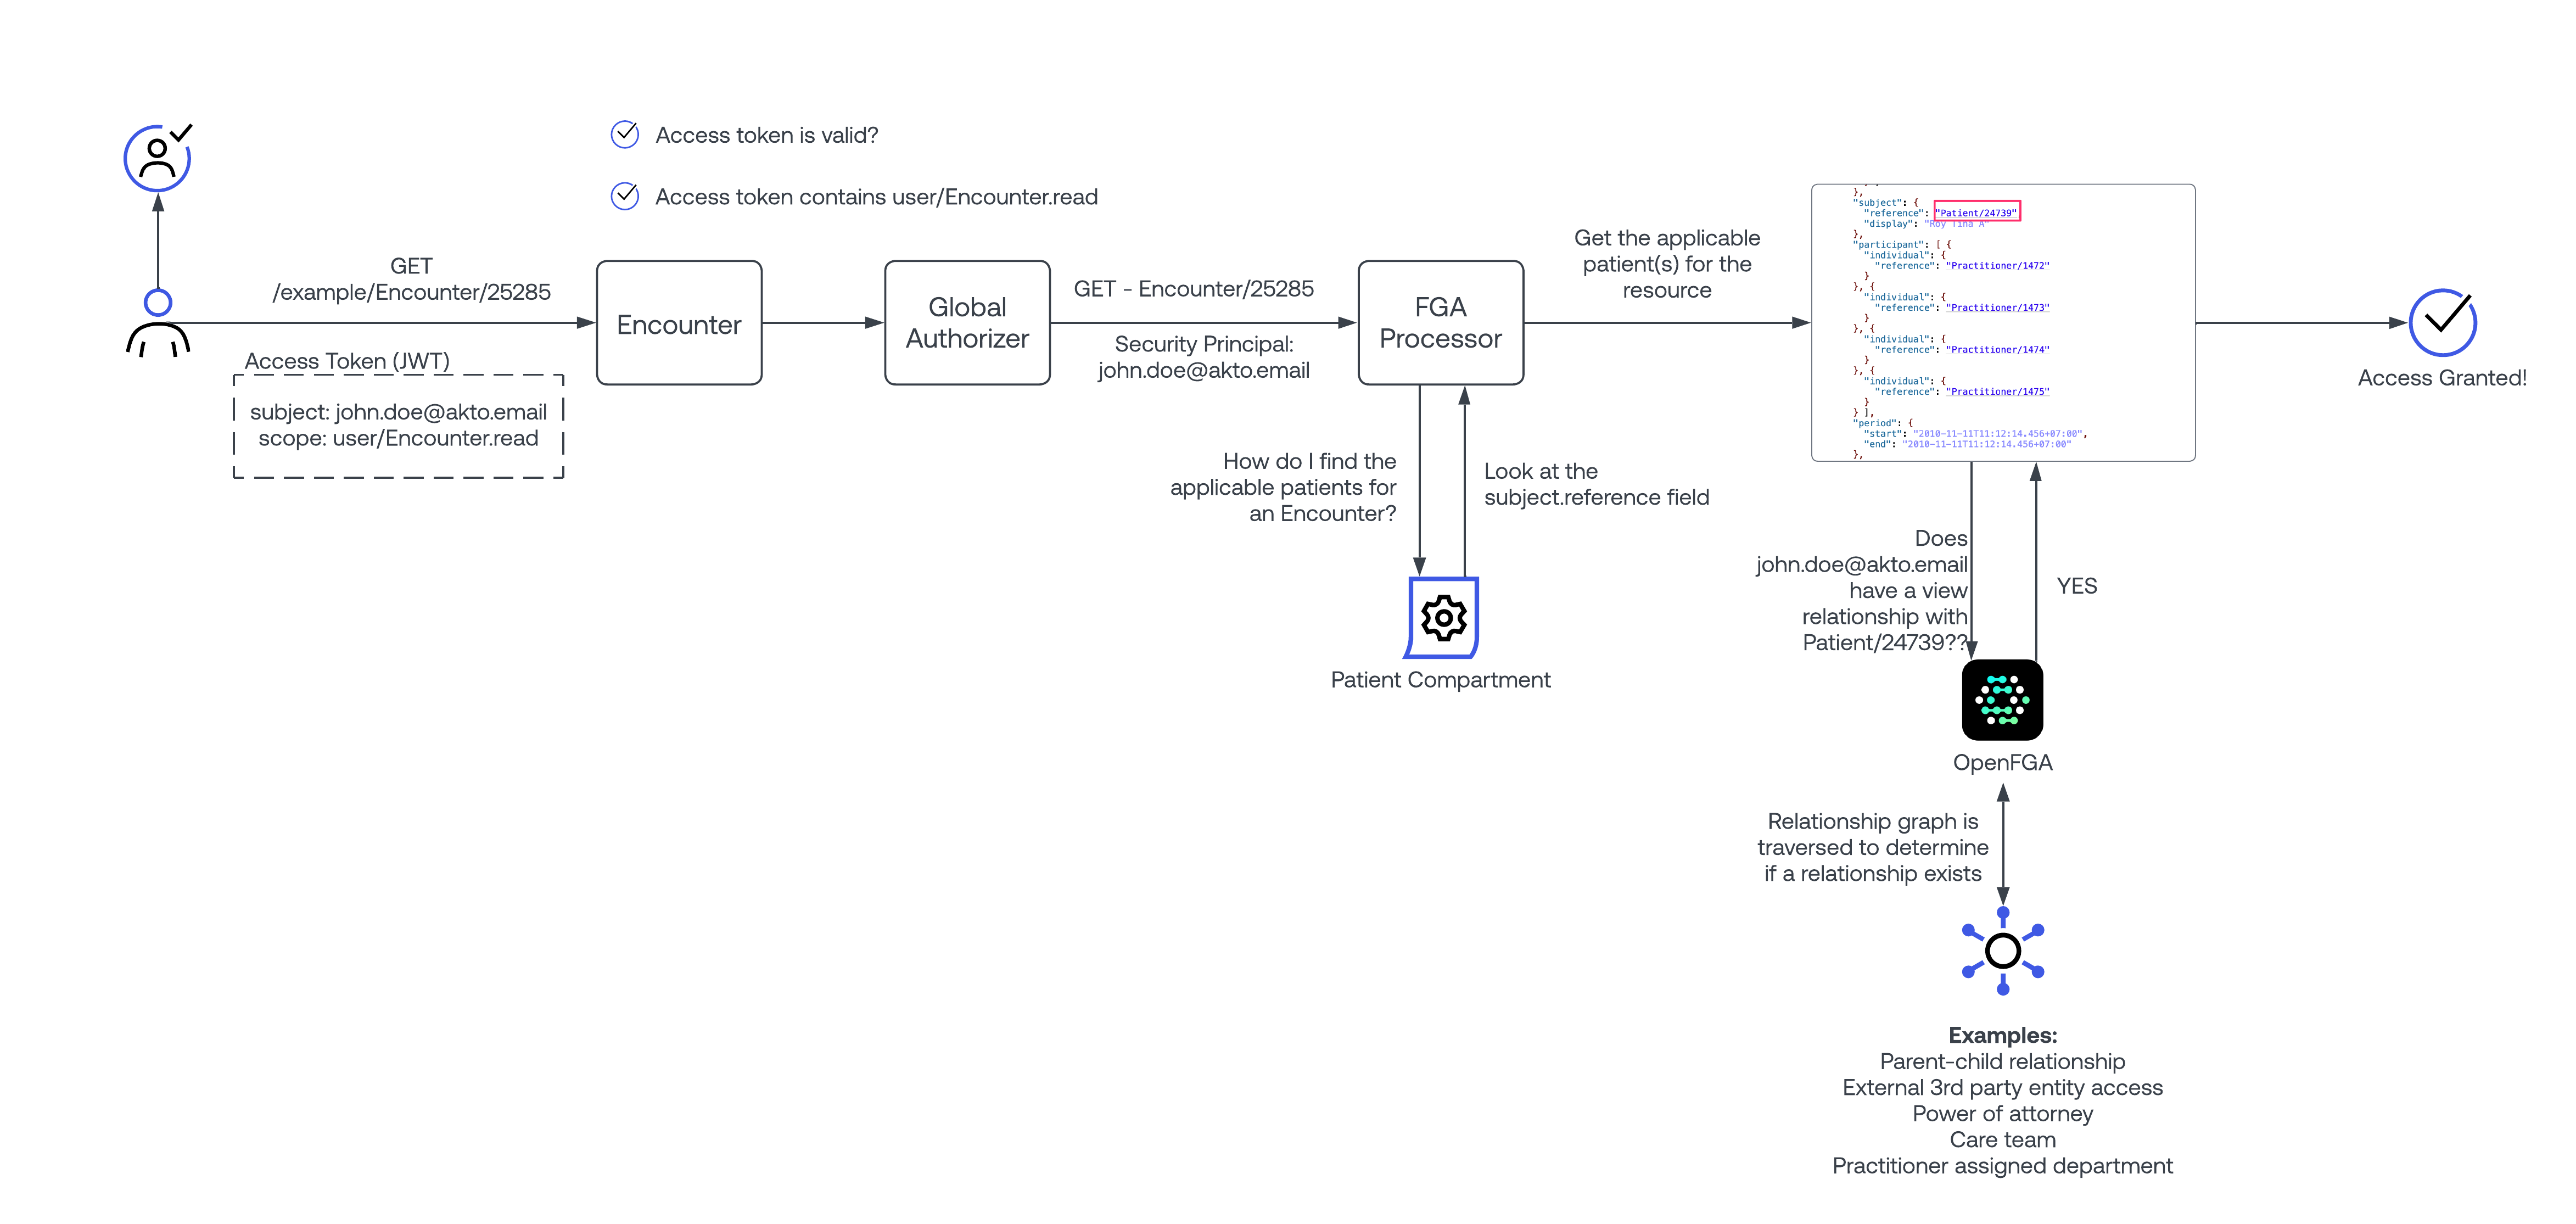 Access token is valid?
Access token contains user/Encounter.read
GET
/example/Encounter/25285
Access Token (JWT)
subject: john.doe@akto.email
scope: user/Encounter.read
Encounter
Global
Authorizer
GET - Encounter/25285
Security Principal:
john.doe@akto.email
FGA
Processor
How do I find the
applicable patients for
an Encounter?
Look at the
subject.reference field
Patient Compartment
Get the applicable
patient(s) for the
resource
},
"subject": {
"reference": "Patient/24739",
"display": "Roy Tina A"
},
"participant": [ {
"individual": {
"reference": "Practitioner/1472"
}
}, {
"individual": {
"reference": "Practitioner/1473"
}
}, {
"individual": {
"reference": "Practitioner/1474"
}
}, {
"individual": {
"reference": "Practitioner/1475"
}
} ],
"period": {
"start": "2010-11-11T11:12:14.456+07:00",
"end": "2010-11-11T11:12:14.456+07:00"
},
Access Granted!
Does
john.doe@akto.email
have a view
relationship with
Patient/24739??
YES
OpenFGA
Relationship graph is
traversed to determine
if a relationship exists
Examples:
Parent-child relationship
External 3rd party entity access
Power of attorney
Care team
Practitioner assigned department